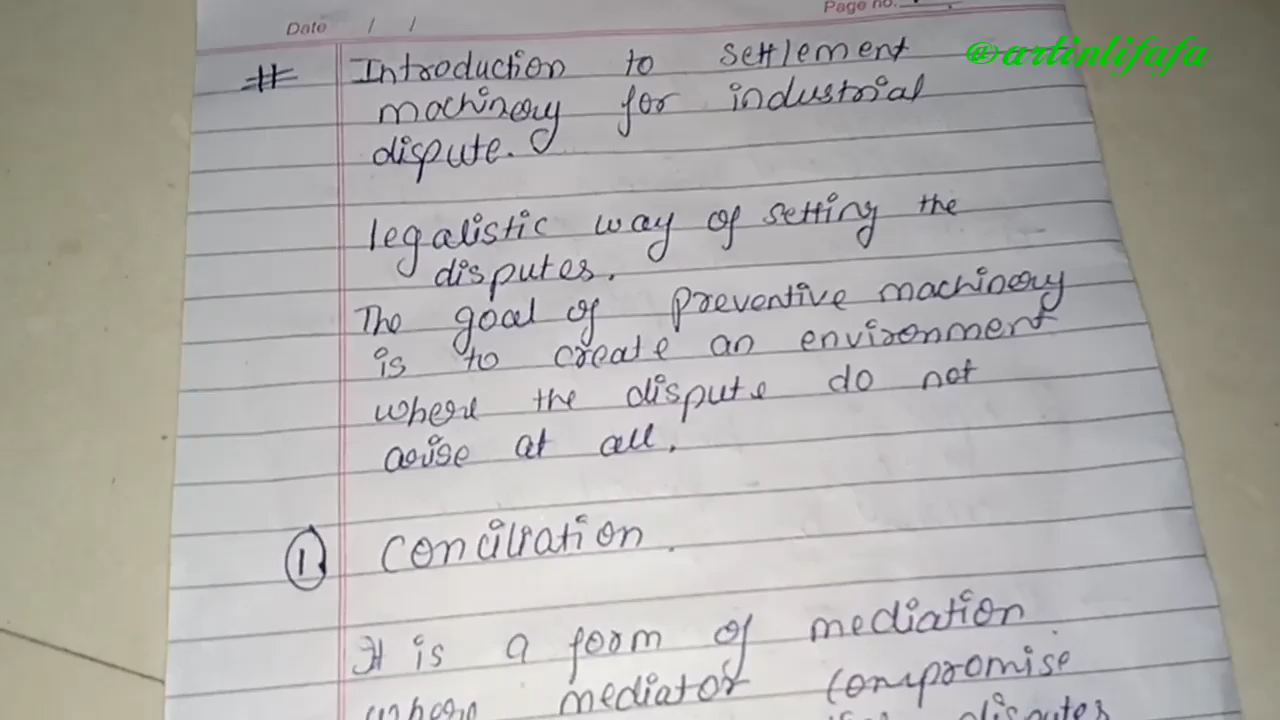 Date / /
Page no.
@artinlifafa
# Introduction to settlement
machinery for industrial
dispute.
legalistic way of setting the
disputes.
The goal of Preventive machinery
is to create an environment
where the dispute do not
arise at all.
1 Conciliation.
It is a form of mediation
mediator compromise
disputes